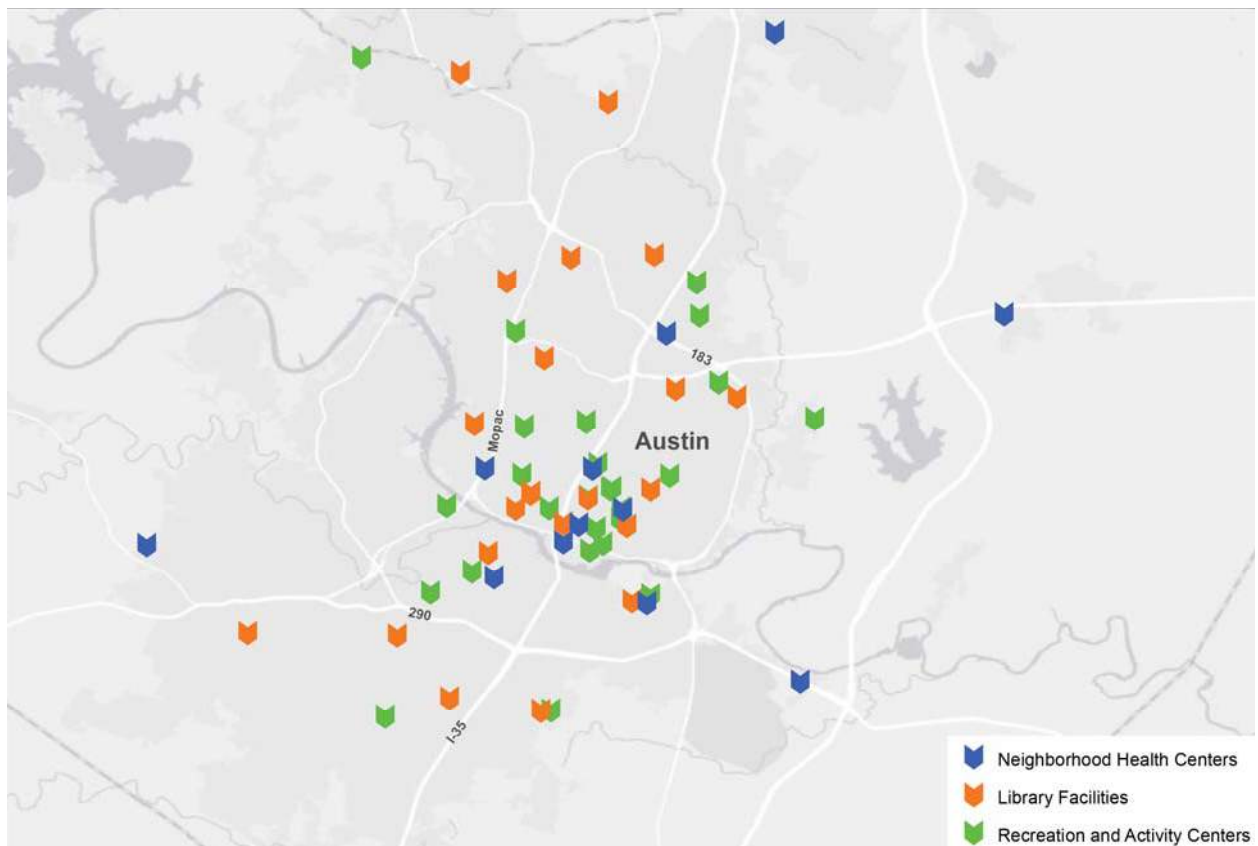 183
Mopac
Austin
290
I-35
Neighborhood Health Centers
Library Facilities
Recreation and Activity Centers